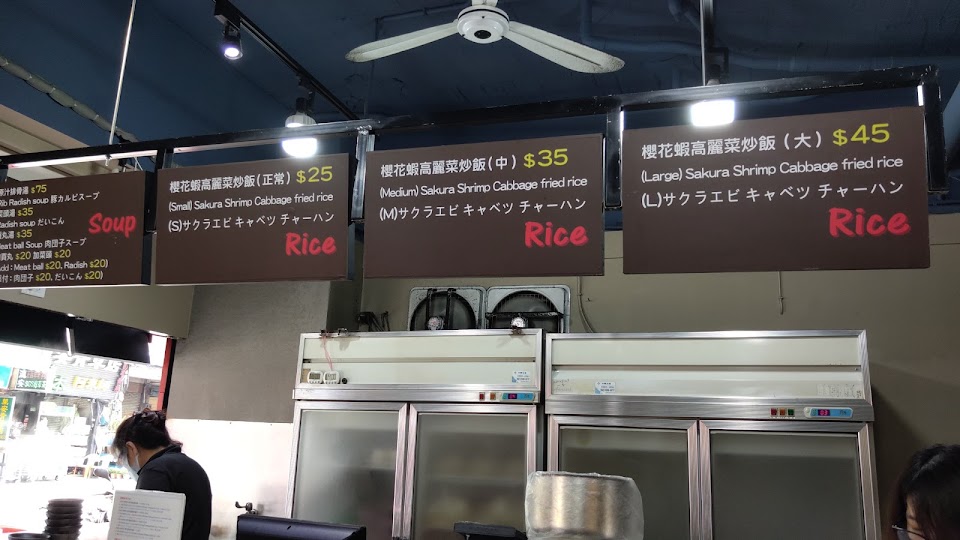 汁排骨湯 $75
Rib Radish soup 豚カルビスープ
菜頭湯 $35
Radish soup だいこん
丸湯 $35
Meat ball Soup 肉団子スープ
丸 $20 加菜頭 $20
Add : Meat ball $20, Radish $20)
付 : 肉団子 $20, だいこん $20)
Soup
櫻花蝦高麗菜炒飯(正常) $25
(Small) Sakura Shrimp Cabbage fried rice
(S)サクラエビ キャベツ チャーハン
Rice
櫻花蝦高麗菜炒飯(中) $35
(Medium) Sakura Shrimp Cabbage fried rice
(M)サクラエビ キャベツ チャーハン
Rice
櫻花蝦高麗菜炒飯(大) $45
(Large) Sakura Shrimp Cabbage fried rice
(L)サクラエビ キャベツ チャーハン
Rice